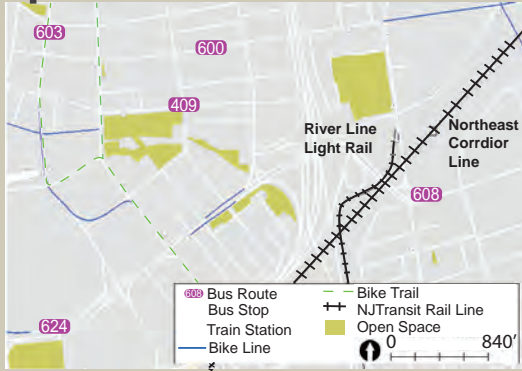 603
600
409
River Line
Light Rail
Northeast
Corrdior
Line
608
624
608 Bus Route
Bus Stop
Train Station
Bike Line
Bike Trail
NJTransit Rail Line
Open Space
0 840'